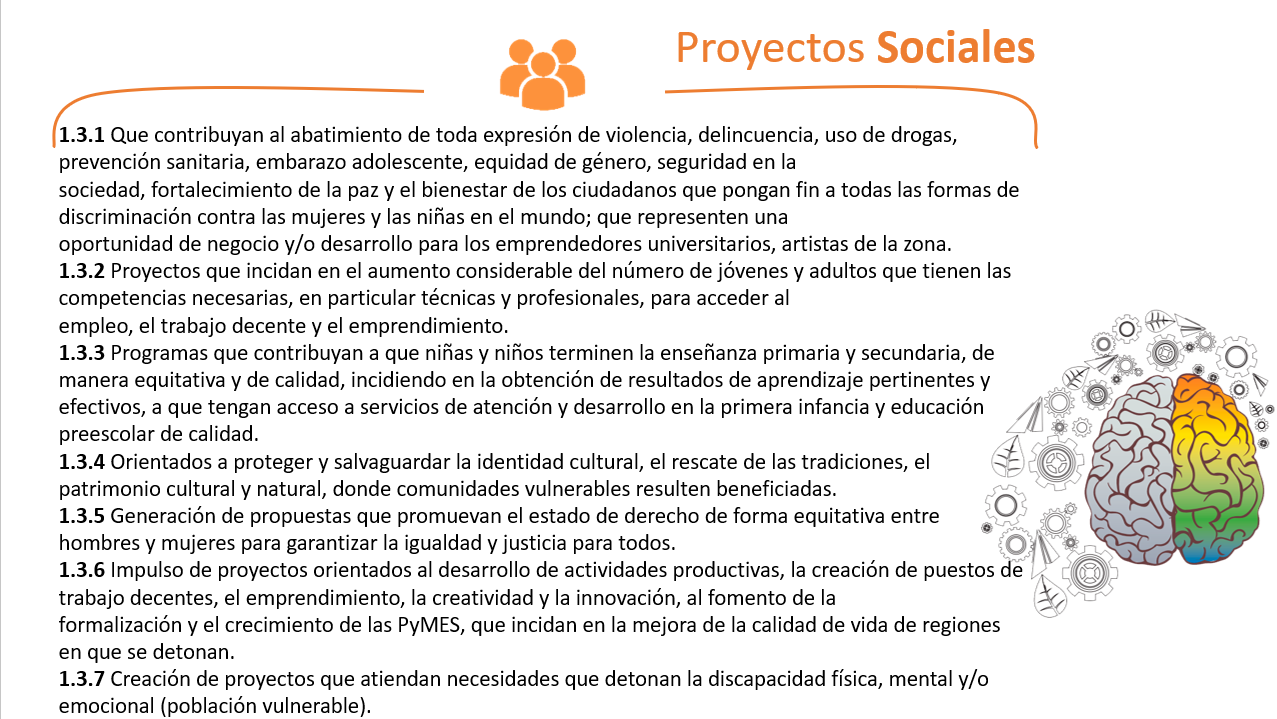 Proyectos Sociales
1.3.1 Que contribuyan al abatimiento de toda expresión de violencia, delincuencia, uso de drogas,
prevención sanitaria, embarazo adolescente, equidad de género, seguridad en la
sociedad, fortalecimiento de la paz y el bienestar de los ciudadanos que pongan fin a todas las formas de
discriminación contra las mujeres y las niñas en el mundo; que representen una
oportunidad de negocio y/o desarrollo para los emprendedores universitarios, artistas de la zona.
1.3.2 Proyectos que incidan en el aumento considerable del número de jóvenes y adultos que tienen las
competencias necesarias, en particular técnicas y profesionales, para acceder al
empleo, el trabajo decente y el emprendimiento.
1.3.3 Programas que contribuyan a que niñas y niños terminen la enseñanza primaria y secundaria, de
manera equitativa y de calidad, incidiendo en la obtención de resultados de aprendizaje pertinentes y
efectivos, a que tengan acceso a servicios de atención y desarrollo en la primera infancia y educación
preescolar de calidad.
1.3.4 Orientados a proteger y salvaguardar la identidad cultural, el rescate de las tradiciones, el
patrimonio cultural y natural, donde comunidades vulnerables resulten beneficiadas.
1.3.5 Generación de propuestas que promuevan el estado de derecho de forma equitativa entre
hombres y mujeres para garantizar la igualdad y justicia para todos.
1.3.6 Impulso de proyectos orientados al desarrollo de actividades productivas, la creación de puestos de
trabajo decentes, el emprendimiento, la creatividad y la innovación, al fomento de la
formalización y el crecimiento de las PyMES, que incidan en la mejora de la calidad de vida de regiones
en que se detonan.
1.3.7 Creación de proyectos que atiendan necesidades que detonan la discapacidad física, mental y/o
emocional (población vulnerable).